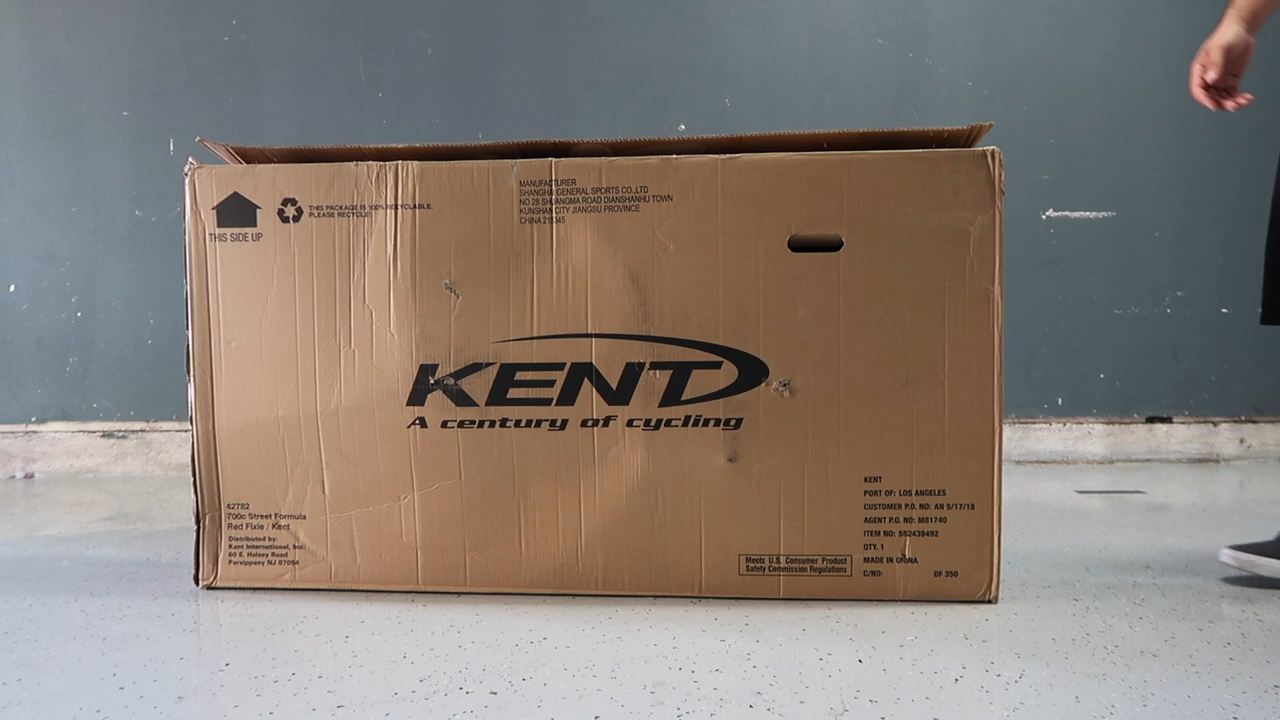 THIS SIDE UP
THIS PACKAGE IS 100% RECYCLABLE.
PLEASE RECYCLE!
MANUFACTURER
SHANGHAI GENERAL SPORTS CO.,LTD
NO 28 SHUANGMA ROAD DIANSHANHU TOWN
KUNSHAN CITY JIANGSU PROVINCE
CHINA 215345
KENT
A century of cycling
42782
700c Street Formula
Red Fixie / Kent
Distributed by:
Kent International, Inc.
60 E. Halsey Road
Parsippany NJ 07054
Meets U.S. Consumer Product
Safety Commission Regulations
KENT
PORT OF: LOS ANGELES
CUSTOMER P.O. NO: AN 5/17/18
AGENT P.O. NO: M81740
ITEM NO: 552439492
QTY. 1
MADE IN CHINA
C/NO: OF 350